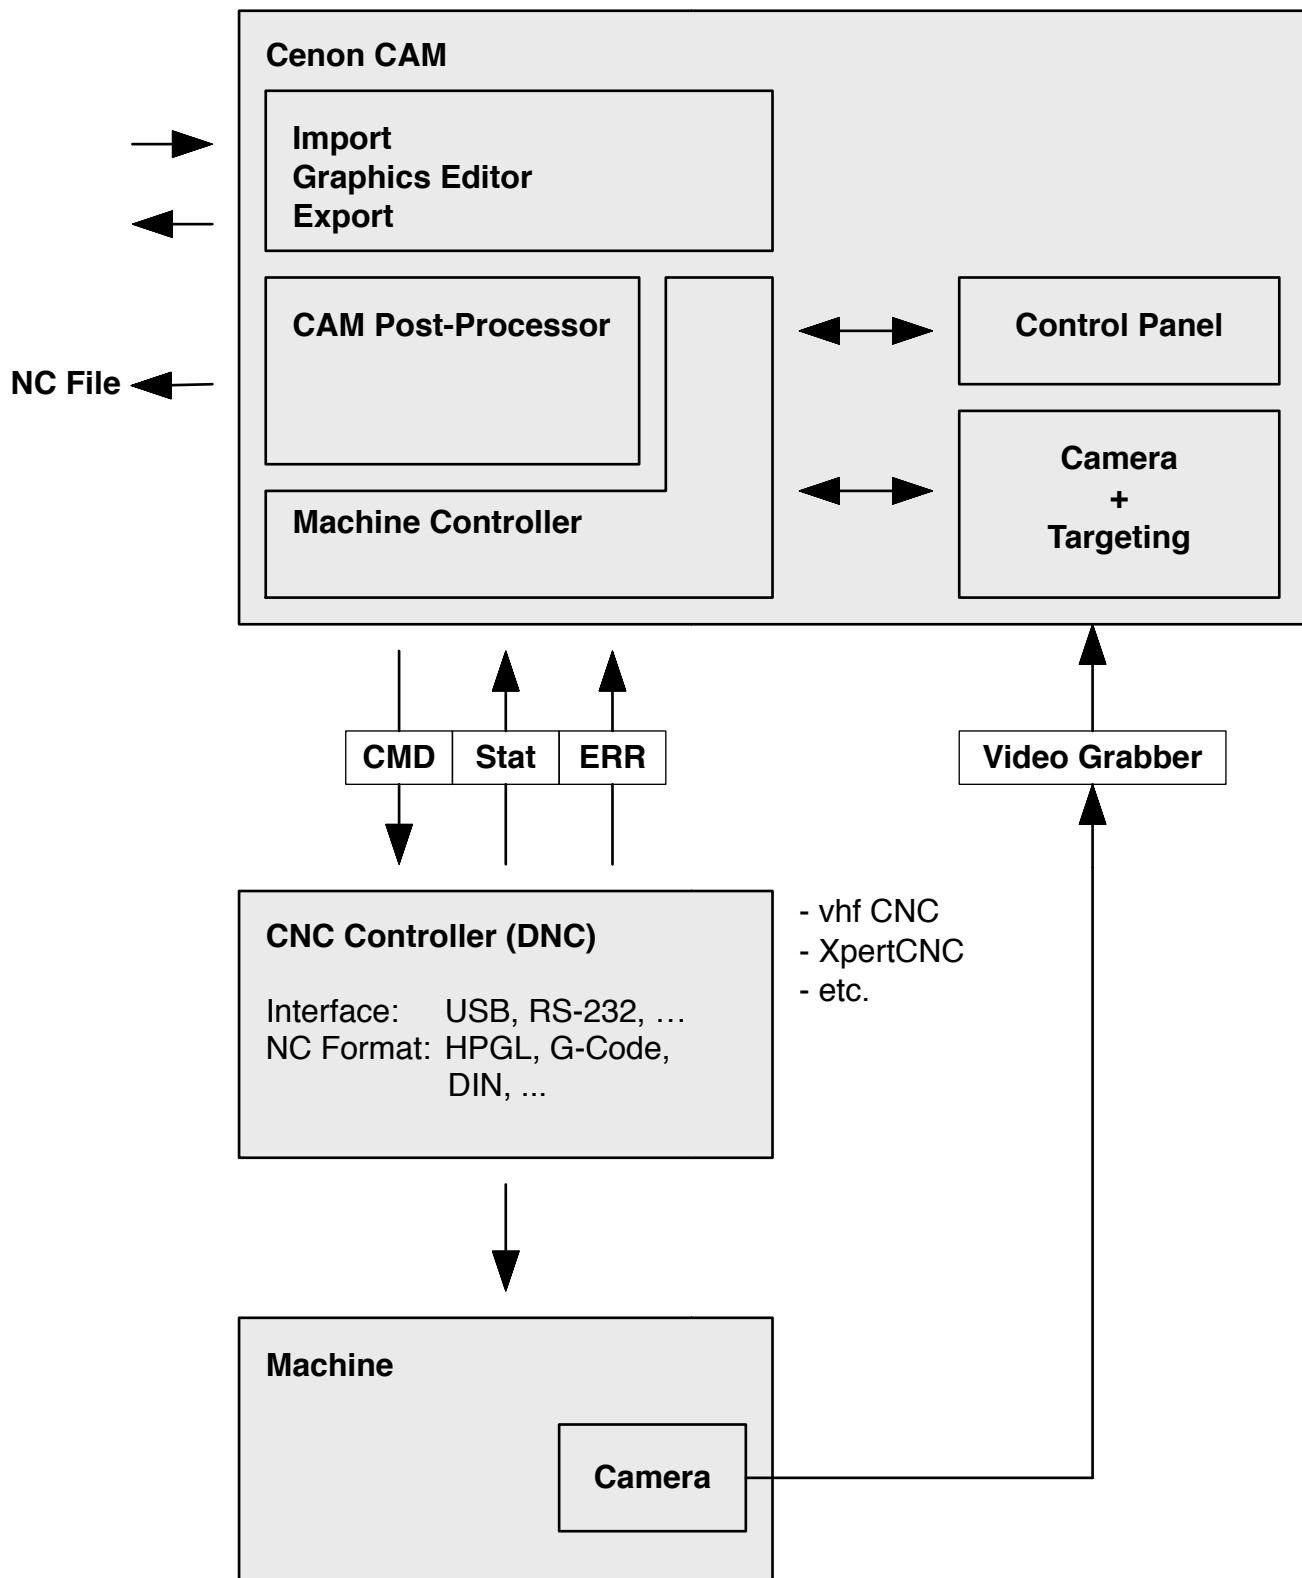 Cenon CAM
Import
Graphics Editor
Export
CAM Post-Processor
Control Panel
NC File
Camera
+
Targeting
Machine Controller
CMD Stat ERR
Video Grabber
CNC Controller (DNC)
- vhf CNC
- XpertCNC
- etc.
Interface: USB, RS-232, …
NC Format: HPGL, G-Code,
DIN, ...
Machine
Camera